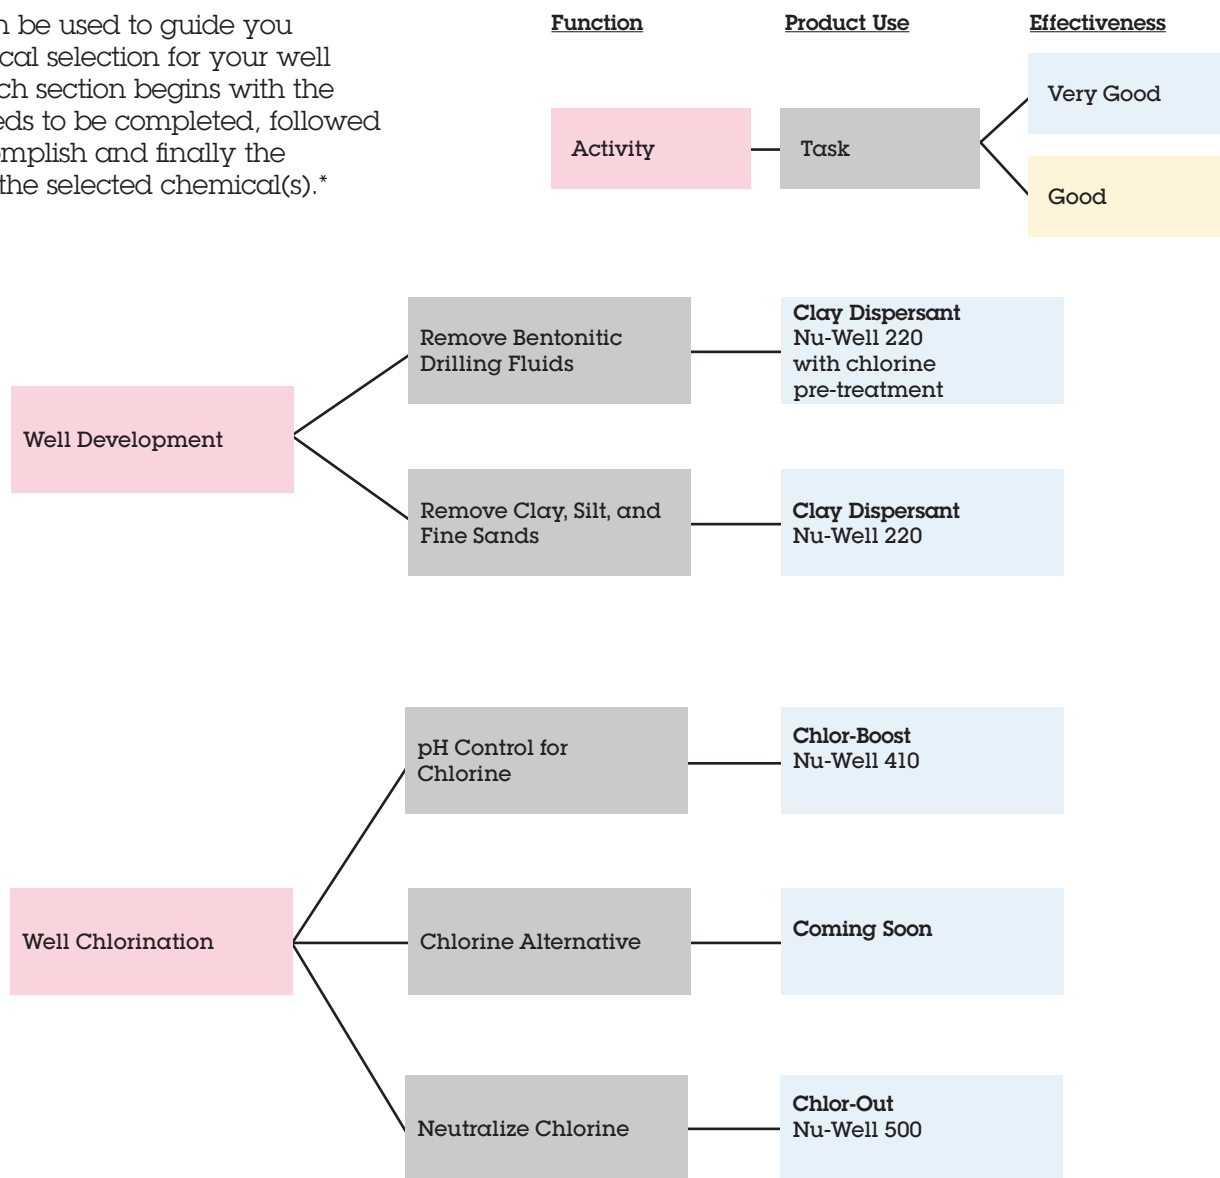 n be used to guide you
cal selection for your well
ch section begins with the
eds to be completed, followed
omplish and finally the
the selected chemical(s).*
Function Product Use Effectiveness
Very Good
Activity Task
Good
Remove Bentonitic
Drilling Fluids
Clay Dispersant
Nu-Well 220
with chlorine
pre-treatment
Well Development
Remove Clay, Silt, and
Fine Sands
Clay Dispersant
Nu-Well 220
pH Control for
Chlorine
Chlor-Boost
Nu-Well 410
Well Chlorination
Chlorine Alternative
Coming Soon
Neutralize Chlorine
Chlor-Out
Nu-Well 500